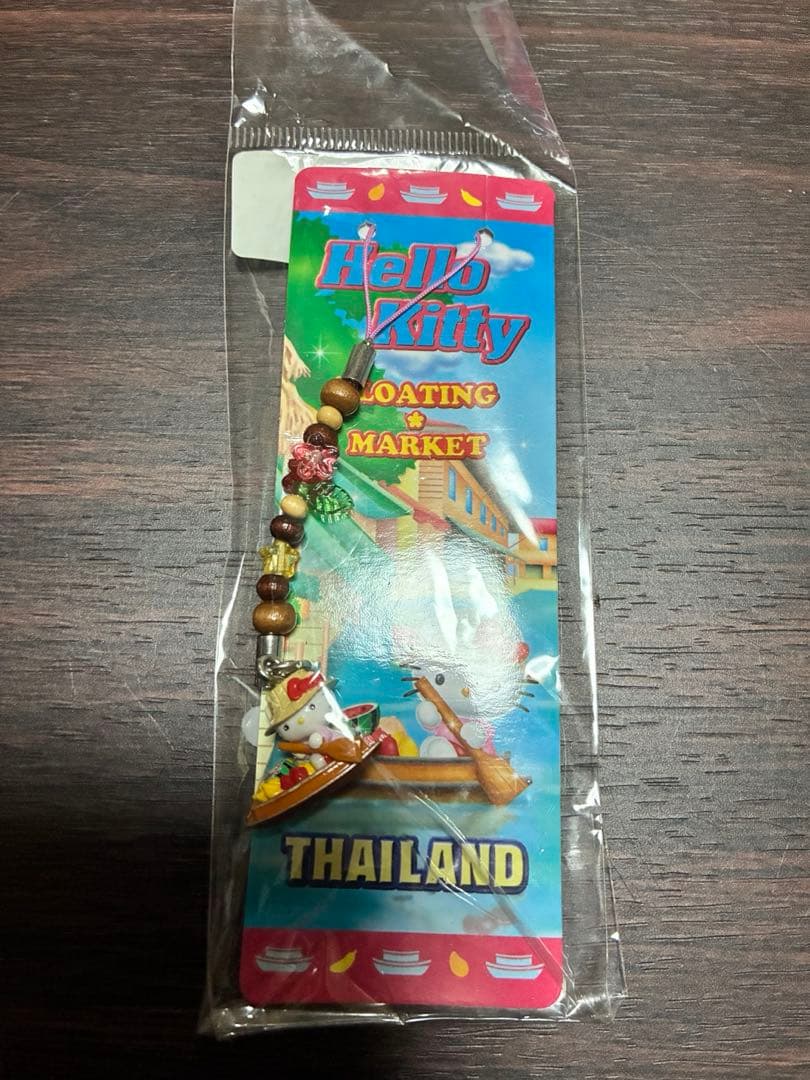 Hello
Kitty
LOATING
MARKET
THAILAND